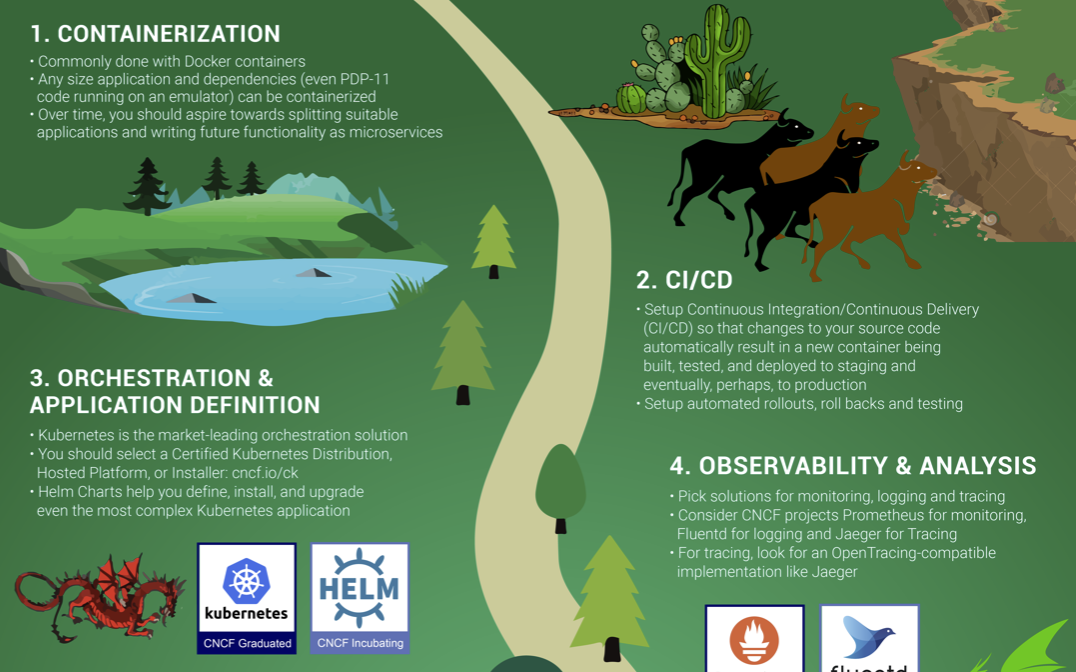 1. CONTAINERIZATION
• Commonly done with Docker containers
• Any size application and dependencies (even PDP-11
code running on an emulator) can be containerized
• Over time, you should aspire towards splitting suitable
applications and writing future functionality as microservices
2. CI/CD
• Setup Continuous Integration/Continuous Delivery
(CI/CD) so that changes to your source code
automatically result in a new container being
built, tested, and deployed to staging and
eventually, perhaps, to production
• Setup automated rollouts, roll backs and testing
3. ORCHESTRATION &
APPLICATION DEFINITION
• Kubernetes is the market-leading orchestration solution
• You should select a Certified Kubernetes Distribution,
Hosted Platform, or Installer: cncf.io/ck
• Helm Charts help you define, install, and upgrade
even the most complex Kubernetes application
kubernetes
CNCF Graduated
HELM
CNCF Incubating
4. OBSERVABILITY & ANALYSIS
• Pick solutions for monitoring, logging and tracing
• Consider CNCF projects Prometheus for monitoring,
Fluentd for logging and Jaeger for Tracing
• For tracing, look for an OpenTracing-compatible
implementation like Jaeger
fluentd